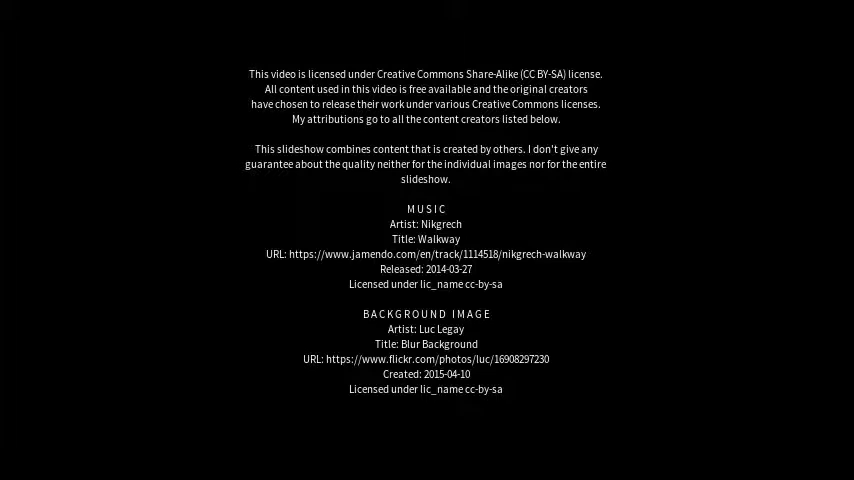 This video is licensed under Creative Commons Share-Alike (CC BY-SA) license.
All content used in this video is free available and the original creators
have chosen to release their work under various Creative Commons licenses.
My attributions go to all the content creators listed below.
This slideshow combines content that is created by others. I don't give any
guarantee about the quality neither for the individual images nor for the entire
slideshow.
MUSIC
Artist: Nikgrech
Title: Walkway
URL: https://www.jamendo.com/en/track/1114518/nikgrech-walkway
Released: 2014-03-27
Licensed under lic_name cc-by-sa
BACKGROUND IMAGE
Artist: Luc Legay
Title: Blur Background
URL: https://www.flickr.com/photos/luc/16908297230
Created: 2015-04-10
Licensed under lic_name cc-by-sa